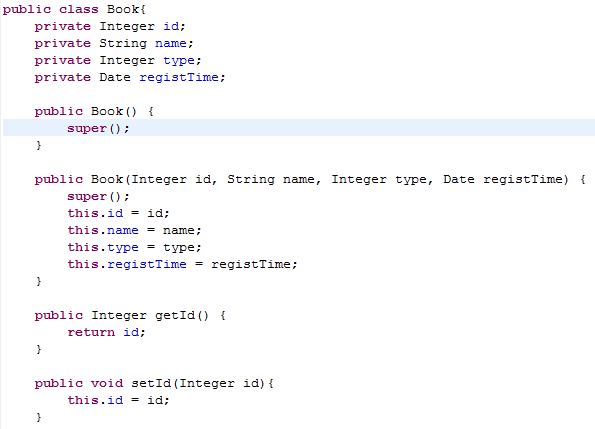 public class Book{
    private Integer id;
    private String name;
    private Integer type;
    private Date registTime;

    public Book() {
        super();
    }

    public Book(Integer id, String name, Integer type, Date registTime) {
        super();
        this.id = id;
        this.name = name;
        this.type = type;
        this.registTime = registTime;
    }

    public Integer getId() {
        return id;
    }

    public void setId(Integer id){
        this.id = id;
    }